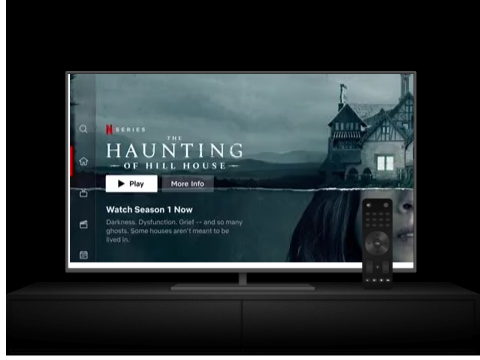 N SERIES
THE
HAUNTING
OF HILL HOUSE
Play
More Info
Watch Season 1 Now
Darkness. Dysfunction. Grief -- and so many
ghosts. Some houses aren't meant to be
lived in.